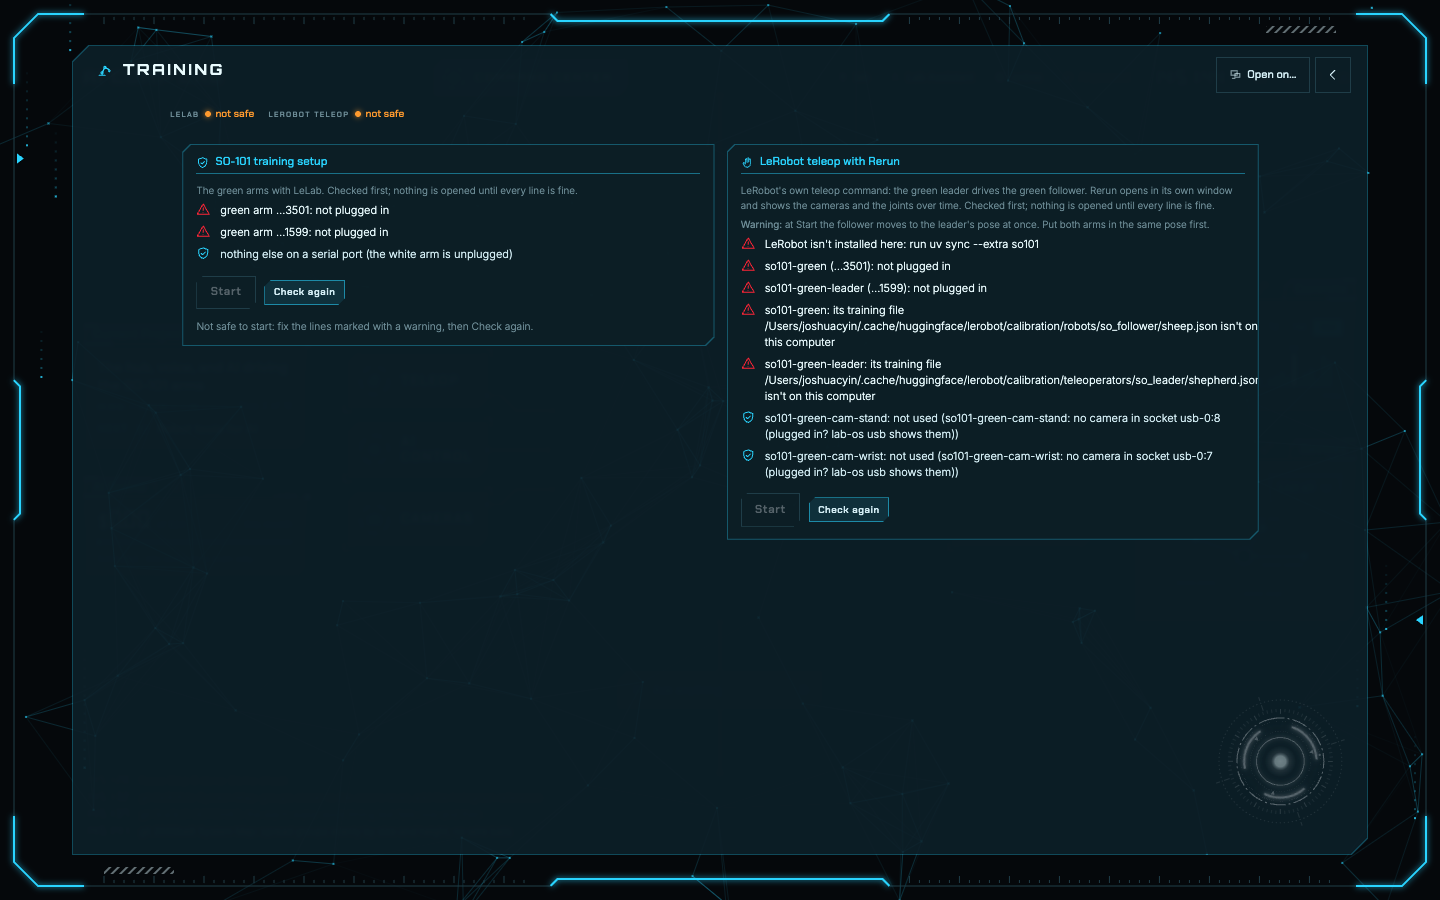 TRAINING
Open on...
LELAB not safe LEROBOT TELEOP not safe
SO-101 training setup
The green arms with LeLab. Checked first; nothing is opened until every line is fine.
green arm ...3501: not plugged in
green arm ...1599: not plugged in
nothing else on a serial port (the white arm is unplugged)
Start
Check again
Not safe to start: fix the lines marked with a warning, then Check again.
LeRobot teleop with Rerun
LeRobot's own teleop command: the green leader drives the green follower. Rerun opens in its own window
and shows the cameras and the joints over time. Checked first; nothing is opened until every line is fine.
Warning: at Start the follower moves to the leader's pose at once. Put both arms in the same pose first.
LeRobot isn't installed here: run uv sync --extra so101
so101-green (...3501): not plugged in
so101-green-leader (...1599): not plugged in
so101-green: its training file
/Users/joshuacyin/.cache/huggingface/lerobot/calibration/robots/so_follower/sheep.json isn't on
this computer
so101-green-leader: its training file
/Users/joshuacyin/.cache/huggingface/lerobot/calibration/teleoperators/so_leader/shepherd.json
isn't on this computer
so101-green-cam-stand: not used (so101-green-cam-stand: no camera in socket usb-0:8
(plugged in? lab-os usb shows them))
so101-green-cam-wrist: not used (so101-green-cam-wrist: no camera in socket usb-0:7
(plugged in? lab-os usb shows them))
Start
Check again